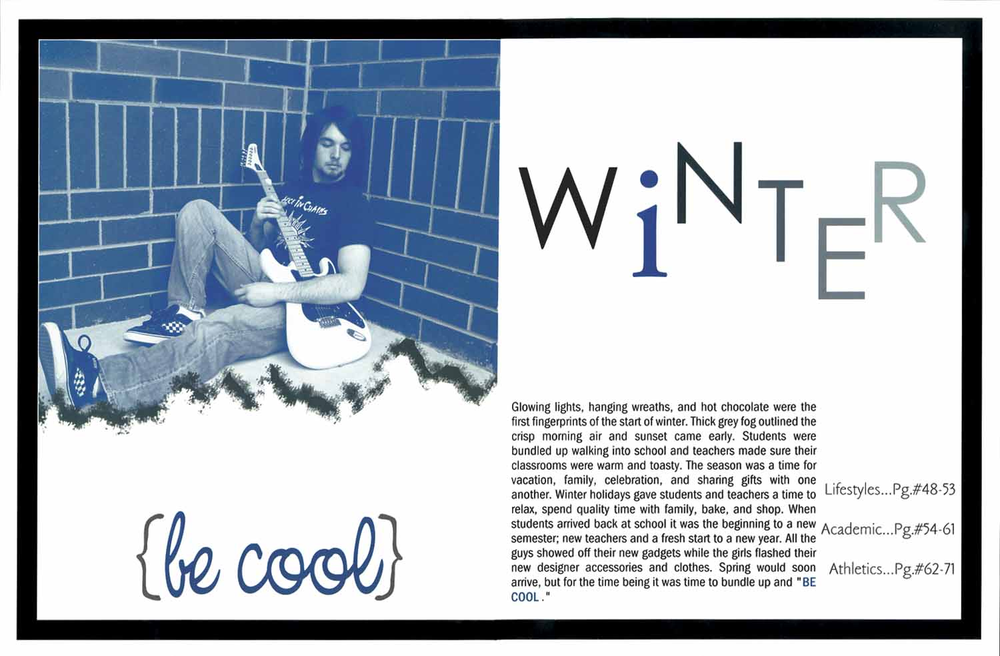 ALICE IN CHAINS
WiNTER
Glowing lights, hanging wreaths, and hot chocolate were the
first fingerprints of the start of winter. Thick grey fog outlined the
crisp morning air and sunset came early. Students were
bundled up walking into school and teachers made sure their
classrooms were warm and toasty. The season was a time for
vacation, family, celebration, and sharing gifts with one
another. Winter holidays gave students and teachers a time to
relax, spend quality time with family, bake, and shop. When
students arrived back at school it was the beginning to a new
semester; new teachers and a fresh start to a new year. All the
guys showed off their new gadgets while the girls flashed their
new designer accessories and clothes. Spring would soon
arrive, but for the time being it was time to bundle up and "BE
COOL."
Lifestyles...Pg.#48-53
Academic...Pg.#54-61
Athletics...Pg.#62-71
{be cool}